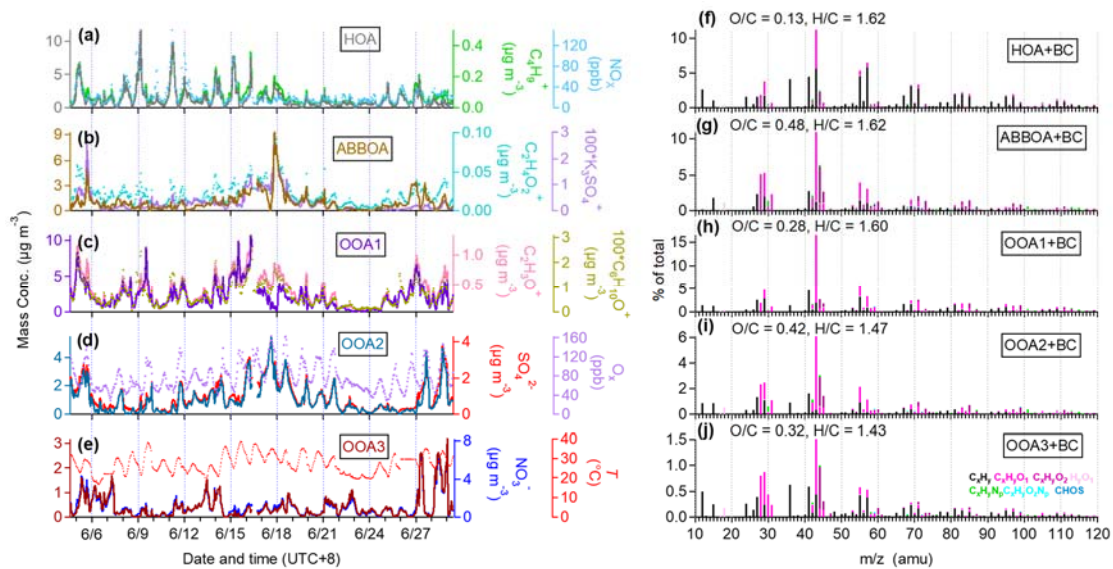 (a)
HOA
10
5
0
0.4
0.2
0.0
C₄H₉⁺
(µg m⁻³)
120
80
40
0
NOₓ
(ppb)
(b)
ABBOA
9
6
3
0
0.10
0.05
0.00
C₂H₄O₂⁺
(µg m⁻³)
3
2
1
0
100*K₃SO₄⁺
(µg m⁻³)
(c)
OOA1
10
5
0
1.0
0.5
0.0
C₂H₃O⁺
(µg m⁻³)
3
2
1
0
100*C₆H₁₀O⁺
(µg m⁻³)
(d)
OOA2
4
2
0
4
2
0
SO₄²⁻
(µg m⁻³)
160
120
80
40
0
Oₓ
(ppb)
(e)
OOA3
3
2
1
0
8
4
0
NO₃⁻
(µg m⁻³)
40
30
20
10
0
T
(°C)
Mass Conc. (µg m⁻³)
6/6 6/9 6/12 6/15 6/18 6/21 6/24 6/27
Date and time (UTC+8)
(f) O/C = 0.13, H/C = 1.62
HOA+BC
10
5
0
(g) O/C = 0.48, H/C = 1.62
ABBOA+BC
10
5
0
(h) O/C = 0.28, H/C = 1.60
OOA1+BC
15
10
5
0
(i) O/C = 0.42, H/C = 1.47
OOA2+BC
6
4
2
0
(j) O/C = 0.32, H/C = 1.43
OOA3+BC
1.5
1.0
0.5
0.0
% of total
CₓHᵧ CₓHᵧO₁ CₓHᵧO₂ HᵧO₁
CHOS
10 20 30 40 50 60 70 80 90 100 110 120
m/z (amu)